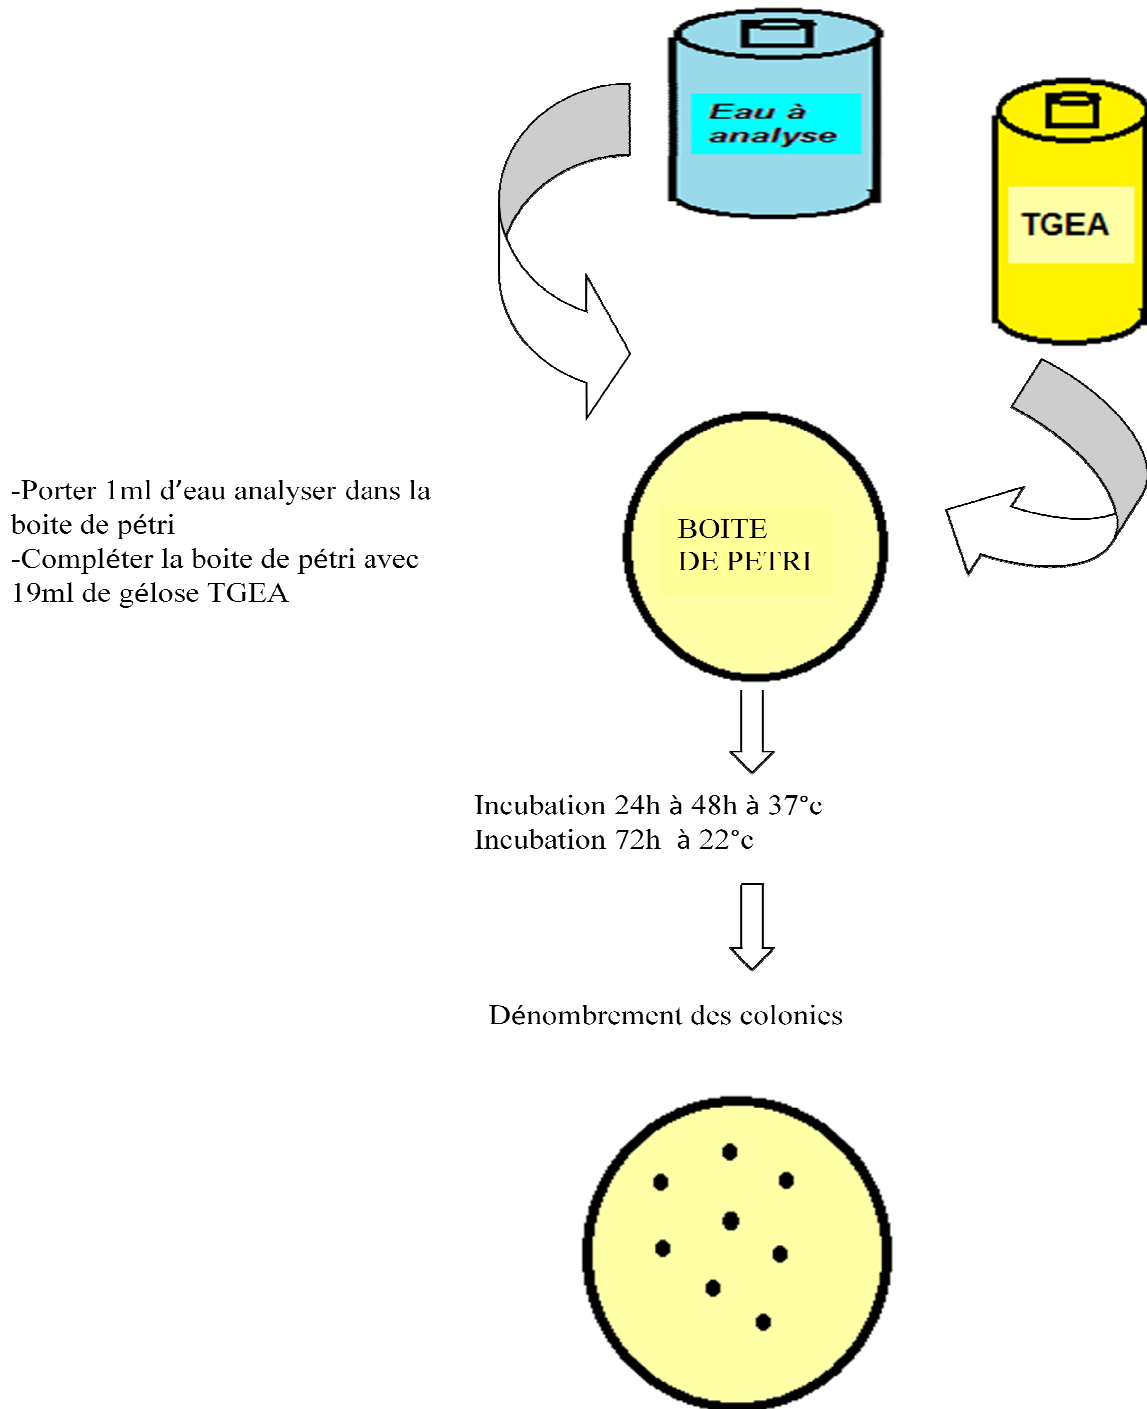 Eau à
analyse
TGEA
-Porter 1ml d'eau analyser dans la
boite de pétri
-Compléter la boite de pétri avec
19ml de gélose TGEA
BOITE
DE PETRI
Incubation 24h à 48h à 37°c
Incubation 72h à 22°c
Dénombrement des colonies